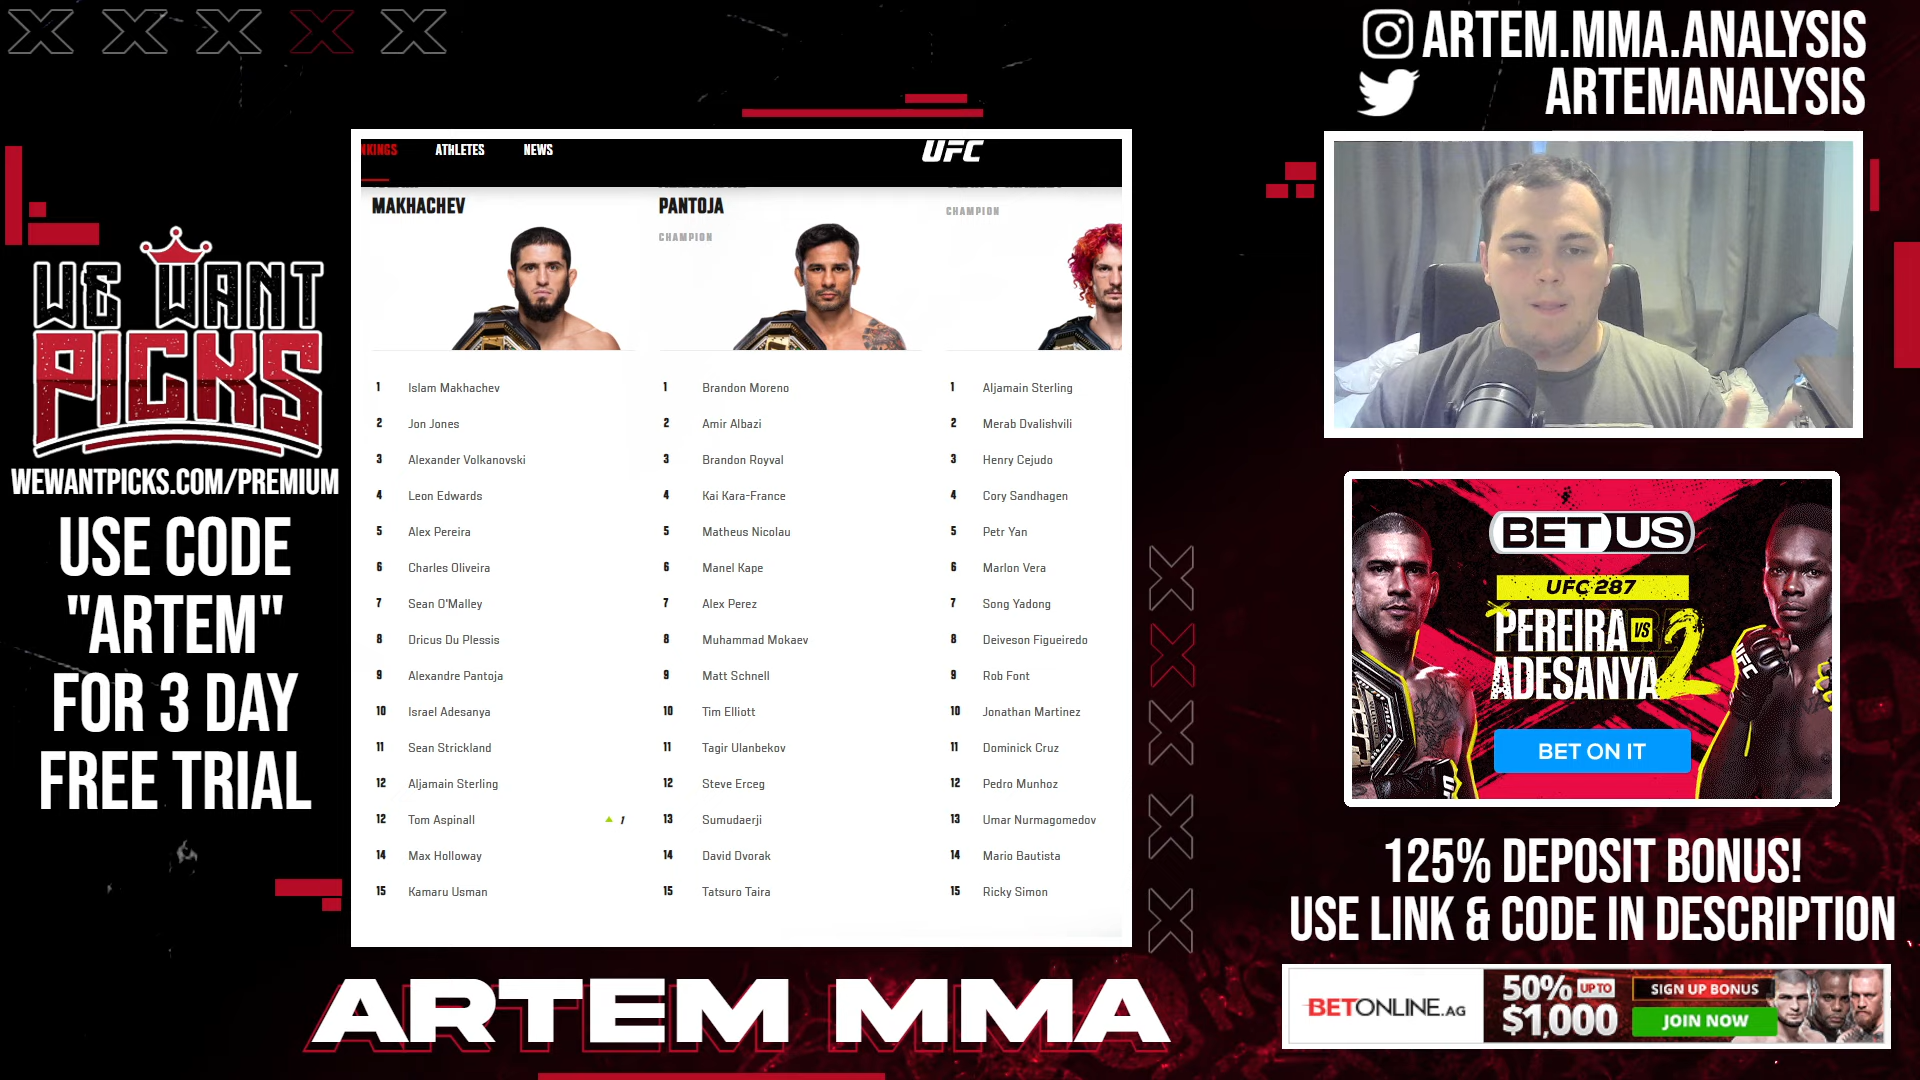 ARTEM.MMA.ANALYSIS
ARTEMANALYSIS
WE WANT
PICKS
WEWANTPICKS.COM/PREMIUM
USE CODE
"ARTEM"
FOR 3 DAY
FREE TRIAL
ATHLETES
NEWS
UFC
MAKHACHEV
1 Islam Makhachev
2 Jon Jones
3 Alexander Volkanovski
4 Leon Edwards
5 Alex Pereira
6 Charles Oliveira
7 Sean O'Malley
8 Dricus Du Plessis
9 Alexandre Pantoja
10 Israel Adesanya
11 Sean Strickland
12 Aljamain Sterling
12 Tom Aspinall 1
14 Max Holloway
15 Kamaru Usman
PANTOJA
CHAMPION
1 Brandon Moreno
2 Amir Albazi
3 Brandon Royval
4 Kai Kara-France
5 Matheus Nicolau
6 Manel Kape
7 Alex Perez
8 Muhammad Mokaev
9 Matt Schnell
10 Tim Elliott
11 Tagir Ulanbekov
12 Steve Erceg
13 Sumudaerji
14 David Dvorak
15 Tatsuro Taira
CHAMPION
1 Aljamain Sterling
2 Merab Dvalishvili
3 Henry Cejudo
4 Cory Sandhagen
5 Petr Yan
6 Marlon Vera
7 Song Yadong
8 Deiveson Figueiredo
9 Rob Font
10 Jonathan Martinez
11 Dominick Cruz
12 Pedro Munhoz
13 Umar Nurmagomedov
14 Mario Bautista
15 Ricky Simon
BETUS
UFC 287
PEREIRA VS
ADESANYA 2
BET ON IT
125% DEPOSIT BONUS!
USE LINK & CODE IN DESCRIPTION
BETONLINE.AG
50% UP TO
$1,000
SIGN UP BONUS
JOIN NOW
ARTEM MMA